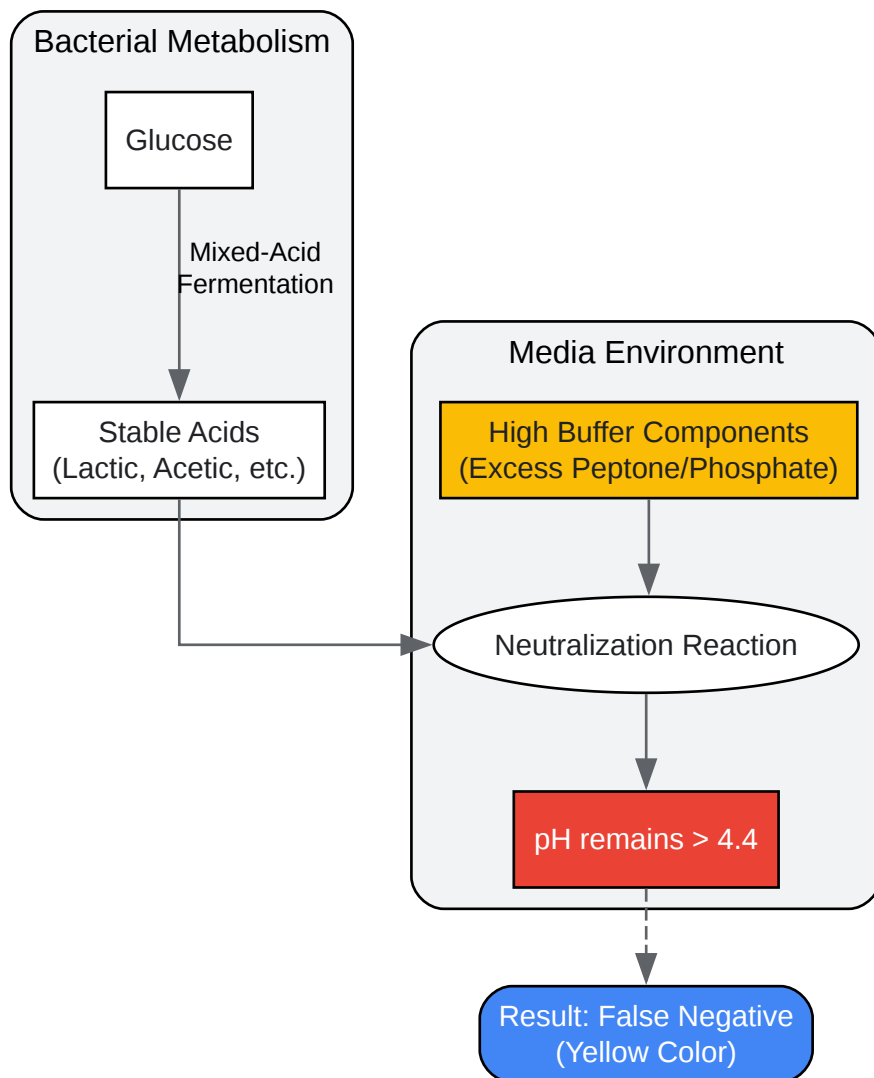 Bacterial Metabolism
Glucose
Mixed-Acid
Fermentation
Stable Acids
(Lactic, Acetic, etc.)
Media Environment
High Buffer Components
(Excess Peptone/Phosphate)
Neutralization Reaction
pH remains > 4.4
Result: False Negative
(Yellow Color)